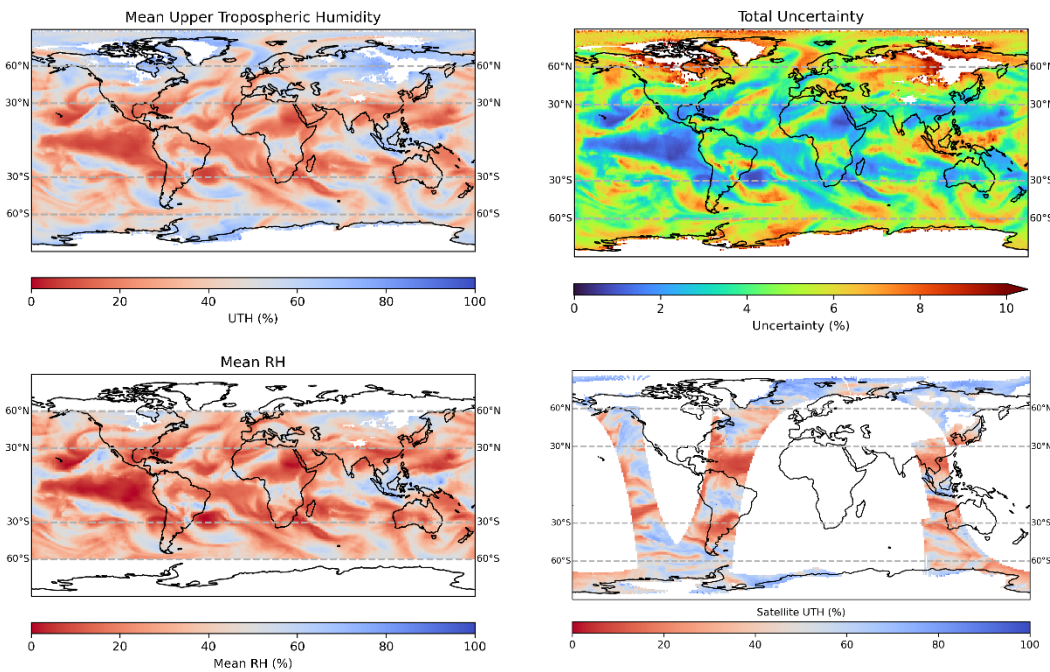 Mean Upper Tropospheric Humidity
60°N 60°N
30°N 30°N
30°S 30°S
60°S 60°S
0 20 40 60 80 100
UTH (%)
Total Uncertainty
60°N 60°N
30°N 30°N
30°S 30°S
60°S 60°S
0 2 4 6 8 10
Uncertainty (%)
Mean RH
60°N 60°N
30°N 30°N
30°S 30°S
60°S 60°S
0 20 40 60 80 100
Mean RH (%)
60°N 60°N
30°N 30°N
30°S 30°S
60°S 60°S
Satellite UTH (%)
0 20 40 60 80 100